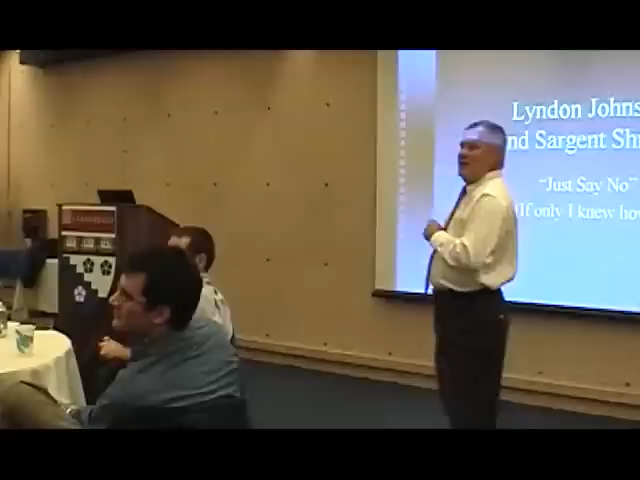 Lyndon Johns
nd Sargent Shr
"Just Say No"
(If only I knew how